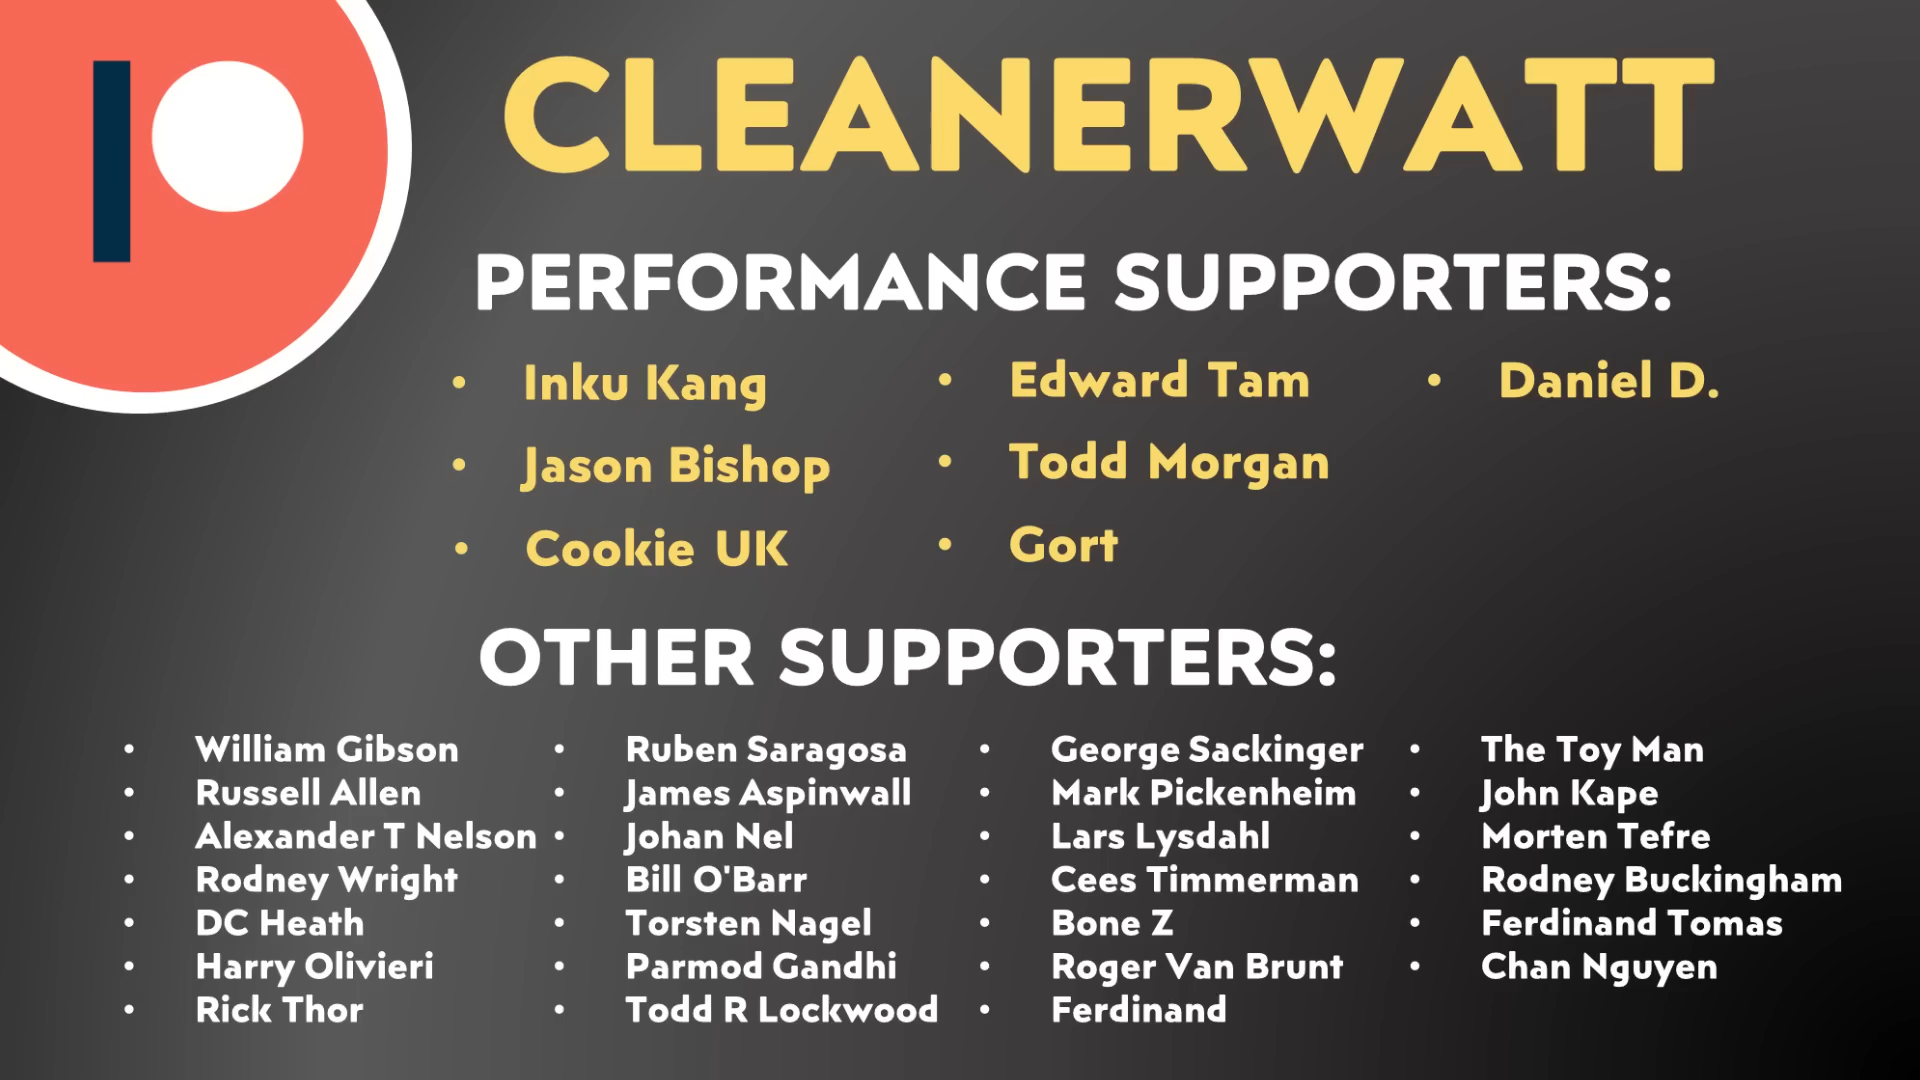 CLEANERWATT
PERFORMANCE SUPPORTERS:
• Inku Kang
• Jason Bishop
• Cookie UK
• Edward Tam
• Todd Morgan
• Gort
• Daniel D.
OTHER SUPPORTERS:
• William Gibson
• Russell Allen
• Alexander T Nelson
• Rodney Wright
• DC Heath
• Harry Olivieri
• Rick Thor
• Ruben Saragosa
• James Aspinwall
• Johan Nel
• Bill O'Barr
• Torsten Nagel
• Parmod Gandhi
• Todd R Lockwood
• George Sackinger
• Mark Pickenheim
• Lars Lysdahl
• Cees Timmerman
• Bone Z
• Roger Van Brunt
• Ferdinand
• The Toy Man
• John Kape
• Morten Tefre
• Rodney Buckingham
• Ferdinand Tomas
• Chan Nguyen